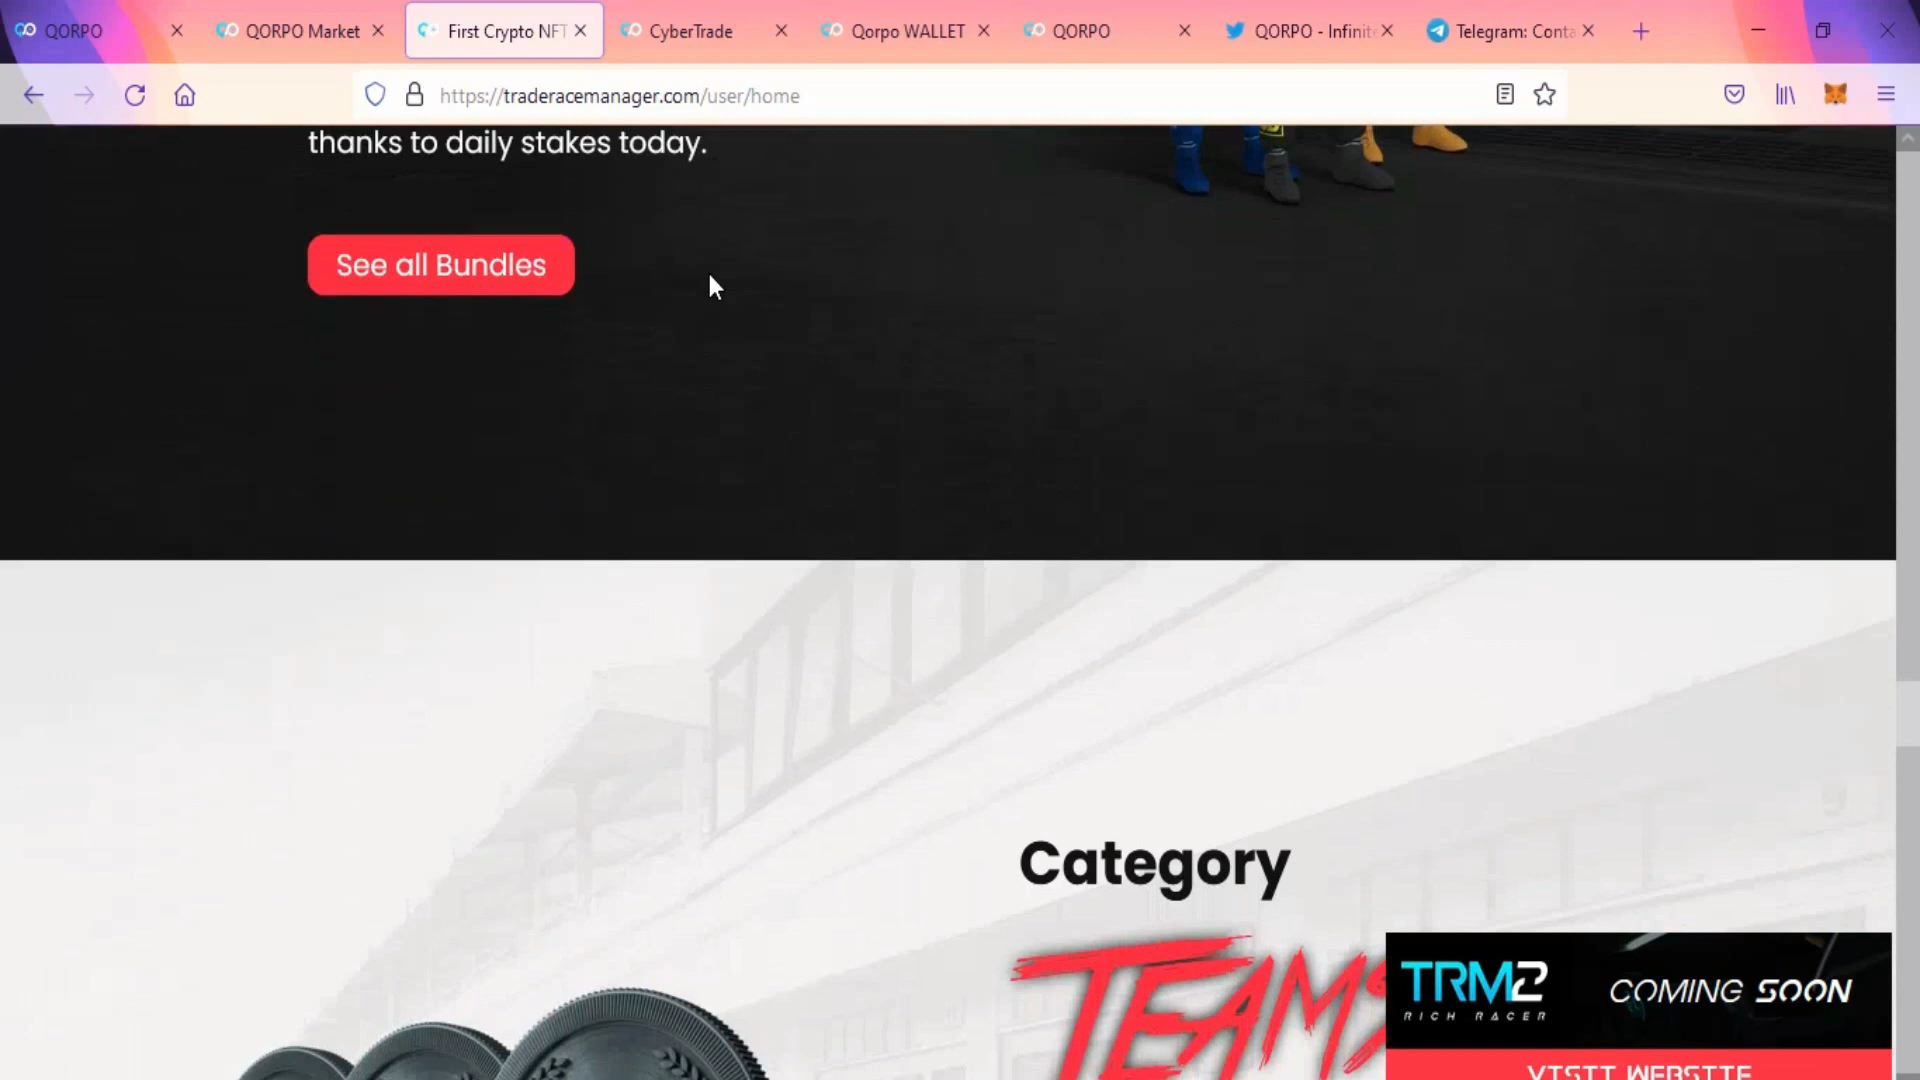 QORPO
QORPO Market
First Crypto NFT
CyberTrade
Qorpo WALLET
QORPO
QORPO - Infinit
Telegram: Conta
https://traderacemanager.com/user/home
thanks to daily stakes today.
See all Bundles
Category
TEAMS
TRM2
RICH RACER
COMING SOON
VISIT WEBSITE